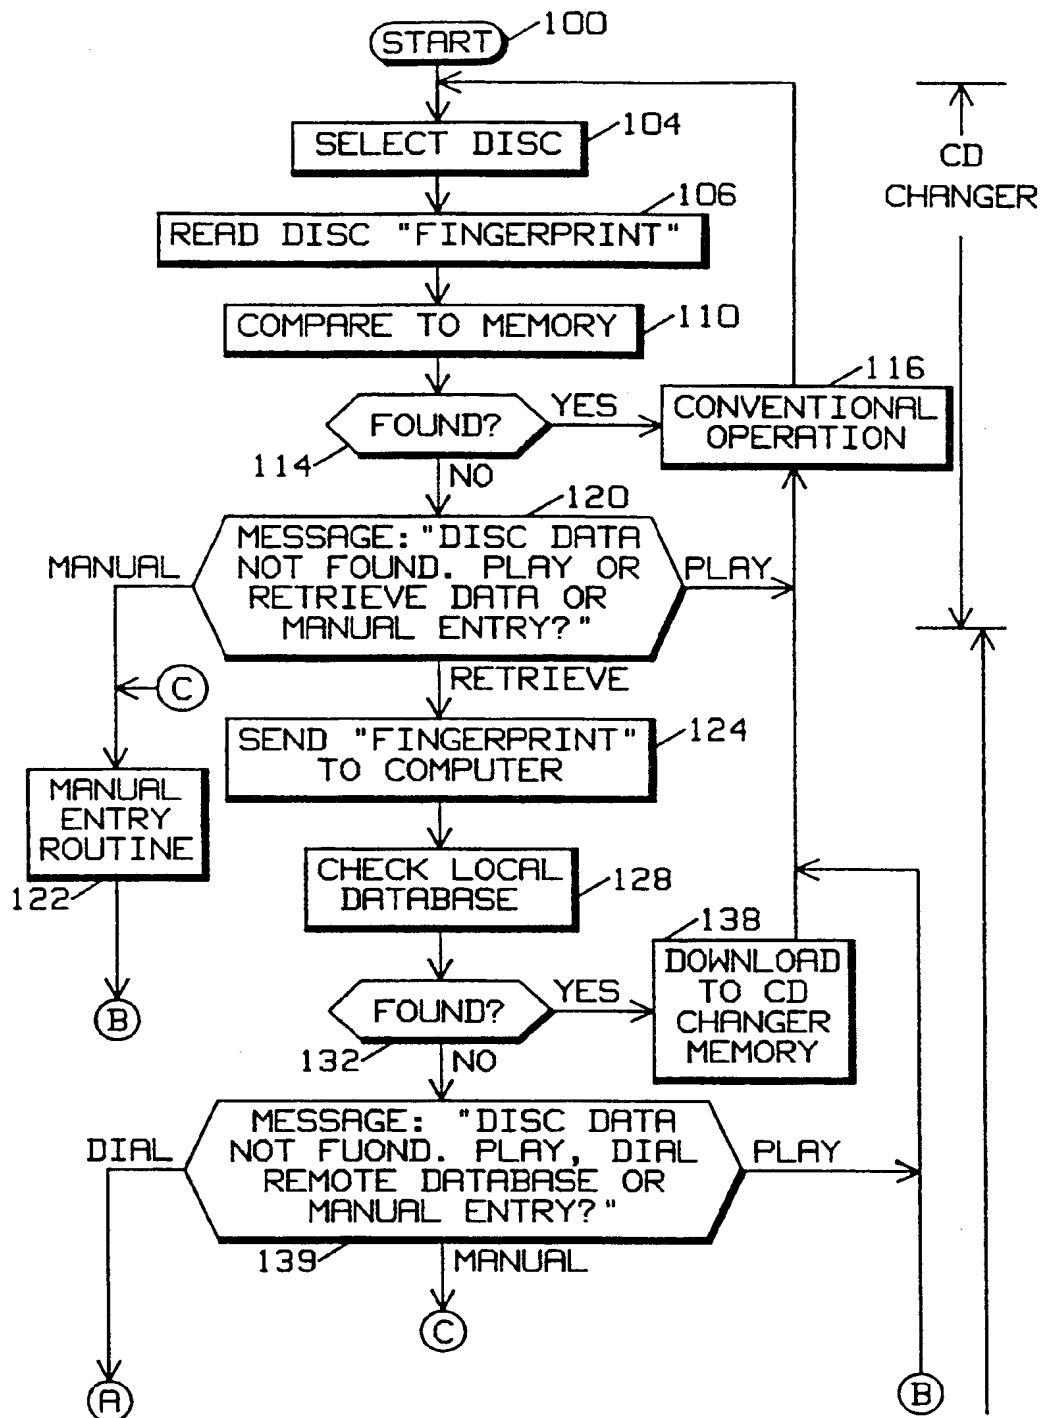 START
100
SELECT DISC
104
CD
CHANGER
106
READ DISC "FINGERPRINT"
COMPARE TO MEMORY
110
116
FOUND?
YES
CONVENTIONAL
OPERATION
114
NO
120
MESSAGE: "DISC DATA
NOT FOUND. PLAY OR
RETRIEVE DATA OR
MANUAL ENTRY?"
MANUAL
PLAY
RETRIEVE
C
SEND "FINGERPRINT"
TO COMPUTER
124
MANUAL
ENTRY
ROUTINE
122
CHECK LOCAL
DATABASE
128
138
DOWNLOAD
TO CD
CHANGER
MEMORY
B
FOUND?
YES
132
NO
MESSAGE: "DISC DATA
NOT FUOND. PLAY, DIAL
REMOTE DATABASE OR
MANUAL ENTRY?"
DIAL
PLAY
139
MANUAL
C
A
B